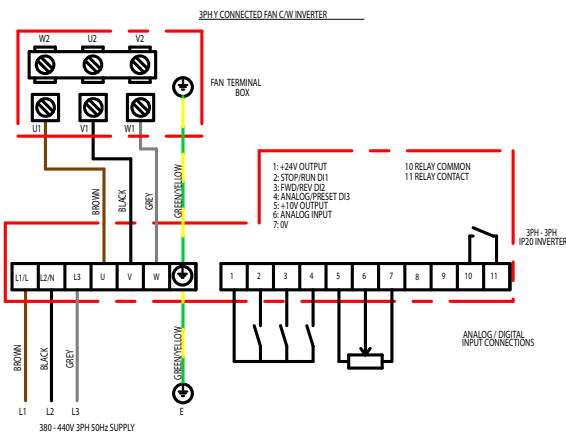 3PH Y CONNECTED FAN C/W INVERTER
W2 U2 V2
FAN TERMINAL
BOX
U1 V1 W1
BROWN
BLACK
GREY
GREEN/YELLOW
1: +24V OUTPUT
2: STOP/RUN DI1
3: FWD/REV DI2
4: ANALOG/PRESET DI3
5: +10V OUTPUT
6: ANALOG INPUT
7: 0V
10 RELAY COMMON
11 RELAY CONTACT
3PH - 3PH
IP20 INVERTER
L1/L L2/N L3 U V W
1 2 3 4 5 6 7 8 9 10 11
ANALOG / DIGITAL
INPUT CONNECTIONS
BROWN
BLACK
GREY
GREEN/YELLOW
L1 L2 L3
E
380 - 440V 3PH 50Hz SUPPLY